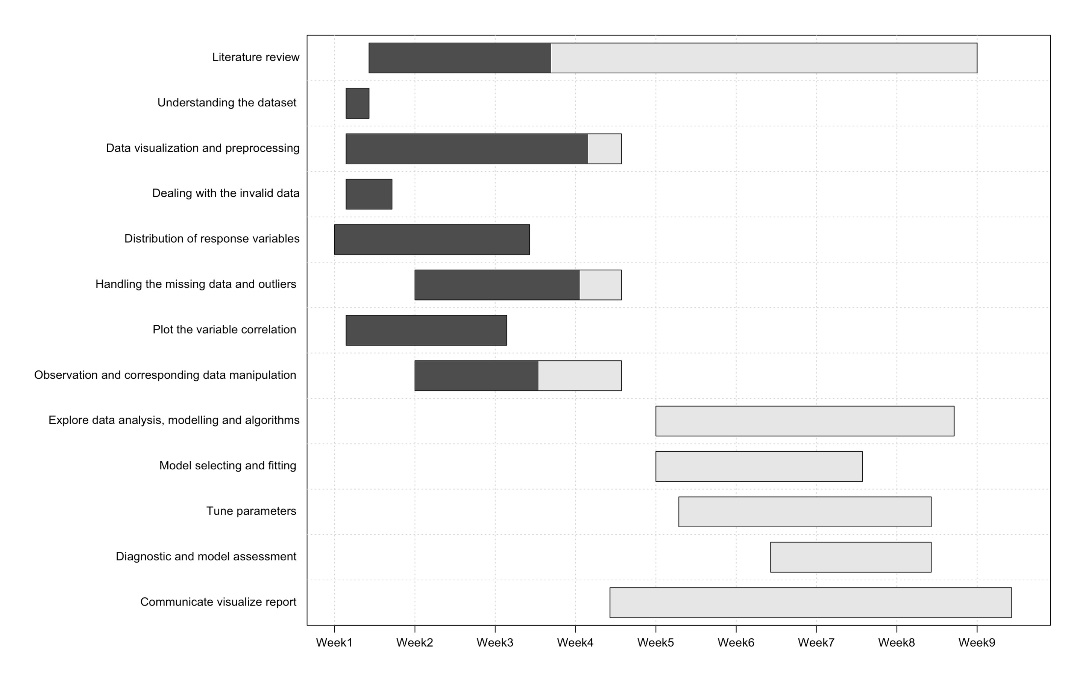 Literature review
Understanding the dataset
Data visualization and preprocessing
Dealing with the invalid data
Distribution of response variables
Handling the missing data and outliers
Plot the variable correlation
Observation and corresponding data manipulation
Explore data analysis, modelling and algorithms
Model selecting and fitting
Tune parameters
Diagnostic and model assessment
Communicate visualize report
Week1 Week2 Week3 Week4 Week5 Week6 Week7 Week8 Week9